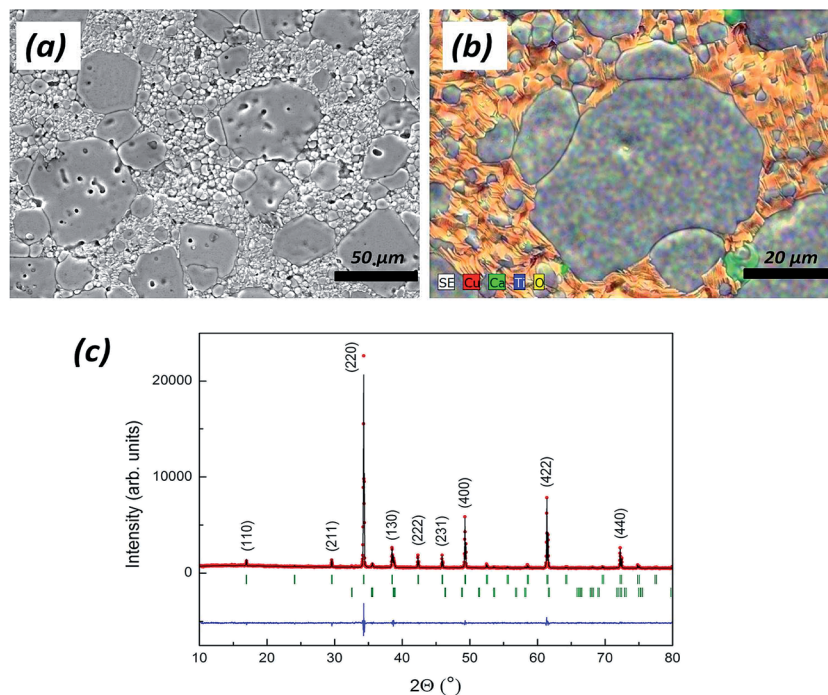 (a)
50 µm
(b)
20 µm
SE Cu Ca Ti O
(c)
Intensity (arb. units)
20000
10000
0
(110)
(211)
(220)
(130)
(222)
(231)
(400)
(422)
(440)
10 20 30 40 50 60 70 80
2Θ (°)